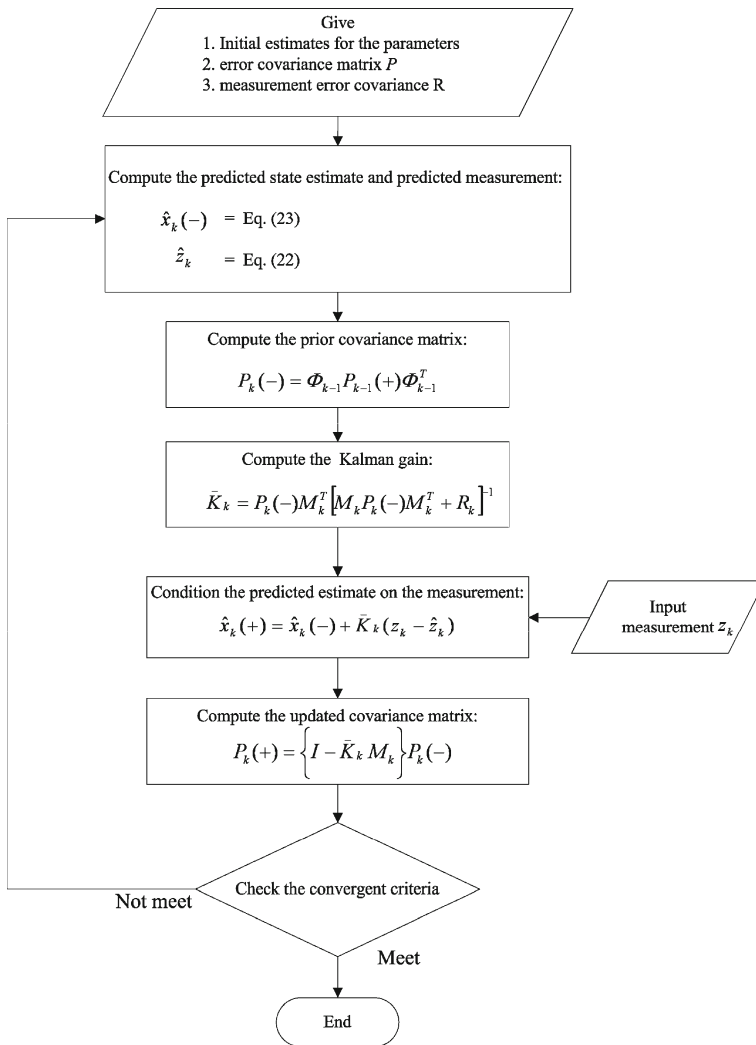 Give
1. Initial estimates for the parameters
2. error covariance matrix P
3. measurement error covariance R
Compute the predicted state estimate and predicted measurement:
x̂_k(−) = Eq. (23)
ẑ_k = Eq. (22)
Compute the prior covariance matrix:
P_k(−) = Φ_{k−1}P_{k−1}(+)Φ_{k−1}^T
Compute the Kalman gain:
K̄_k = P_k(−)M_k^T[M_kP_k(−)M_k^T + R_k]^{−1}
Condition the predicted estimate on the measurement:
x̂_k(+) = x̂_k(−) + K̄_k(z_k − ẑ_k)
Input
measurement z_k
Compute the updated covariance matrix:
P_k(+) = {I − K̄_k M_k}P_k(−)
Check the convergent criteria
Not meet
Meet
End